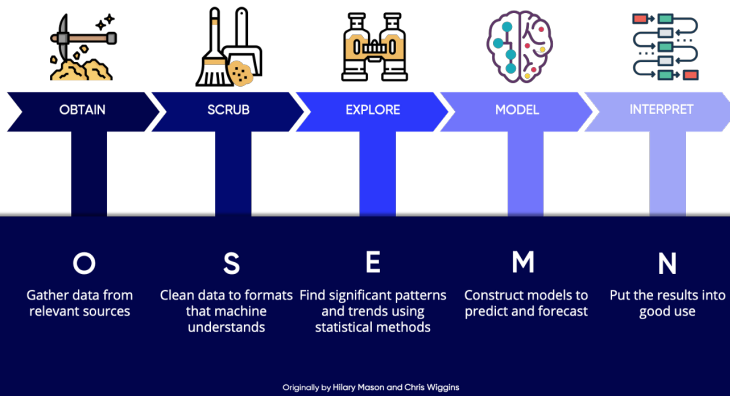 OBTAIN
SCRUB
EXPLORE
MODEL
INTERPRET
O
S
E
M
N
Gather data from
relevant sources
Clean data to formats
that machine
understands
Find significant patterns
and trends using
statistical methods
Construct models to
predict and forecast
Put the results into
good use
Originally by Hilary Mason and Chris Wiggins